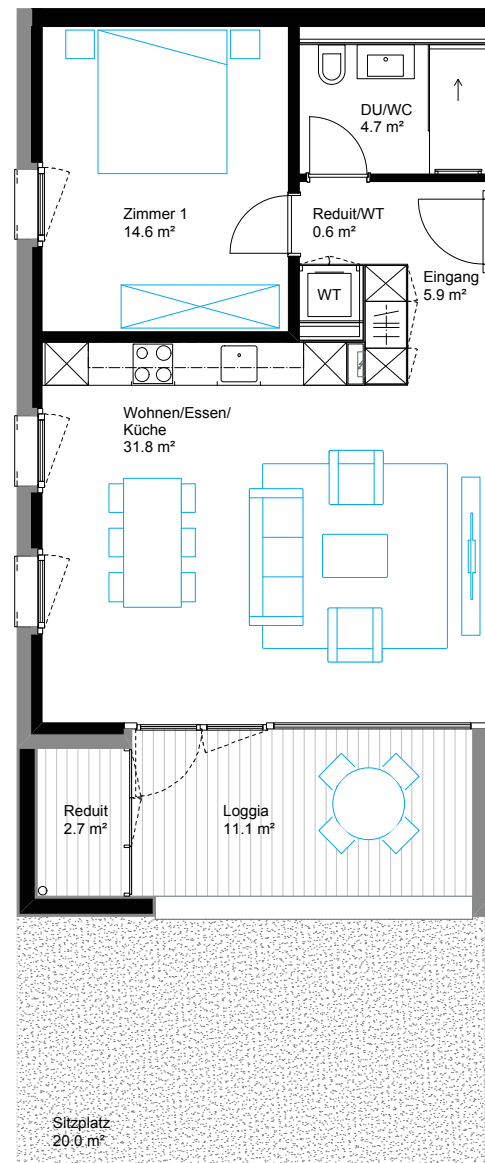 DU/WC
4.7 m²
Zimmer 1
14.6 m²
Reduit/WT
0.6 m²
WT
Eingang
5.9 m²
Wohnen/Essen/
Küche
31.8 m²
Reduit
2.7 m²
Loggia
11.1 m²
Sitzplatz
20.0 m²